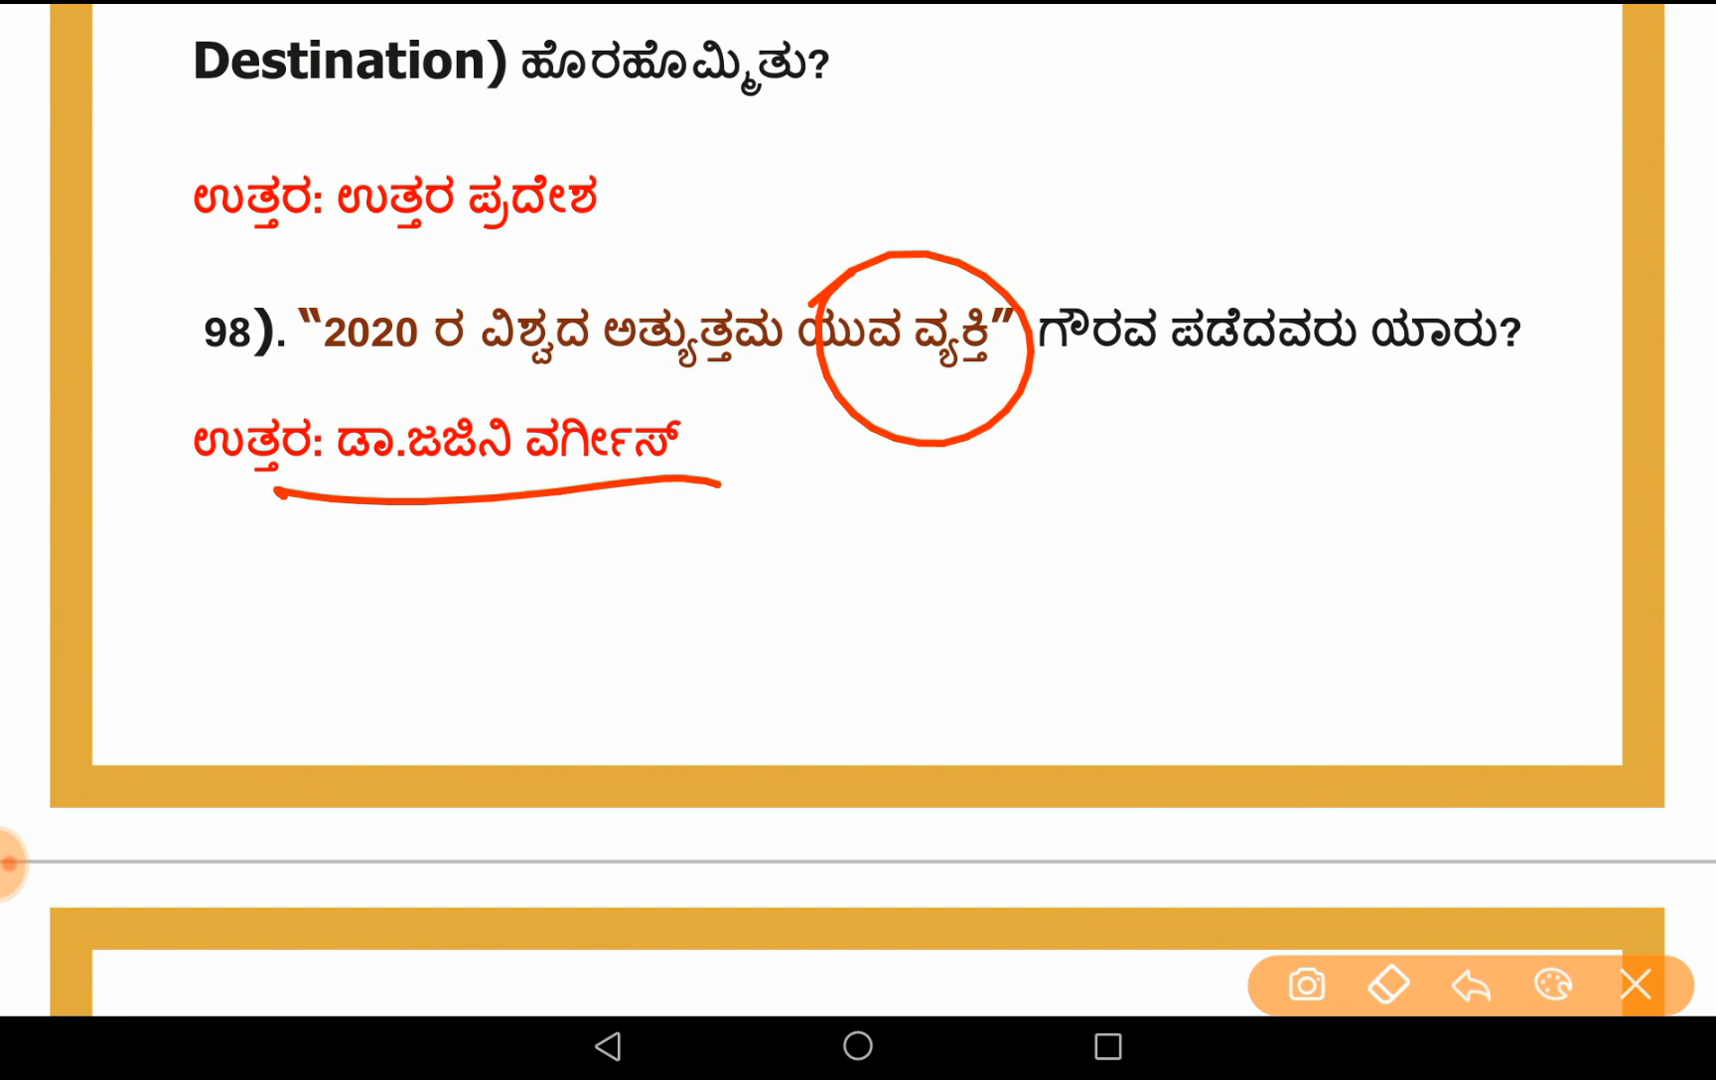 Destination) ಹೊರಹೊಮ್ಮಿತು?
ಉತ್ತರ: ಉತ್ತರ ಪ್ರದೇಶ
98). “2020 ರ ವಿಶ್ವದ ಅತ್ಯುತ್ತಮ ಯುವ ವ್ಯಕ್ತಿ” ಗೌರವ ಪಡೆದವರು ಯಾರು?
ಉತ್ತರ: ಡಾ.ಜಜಿನಿ ವರ್ಗೀಸ್